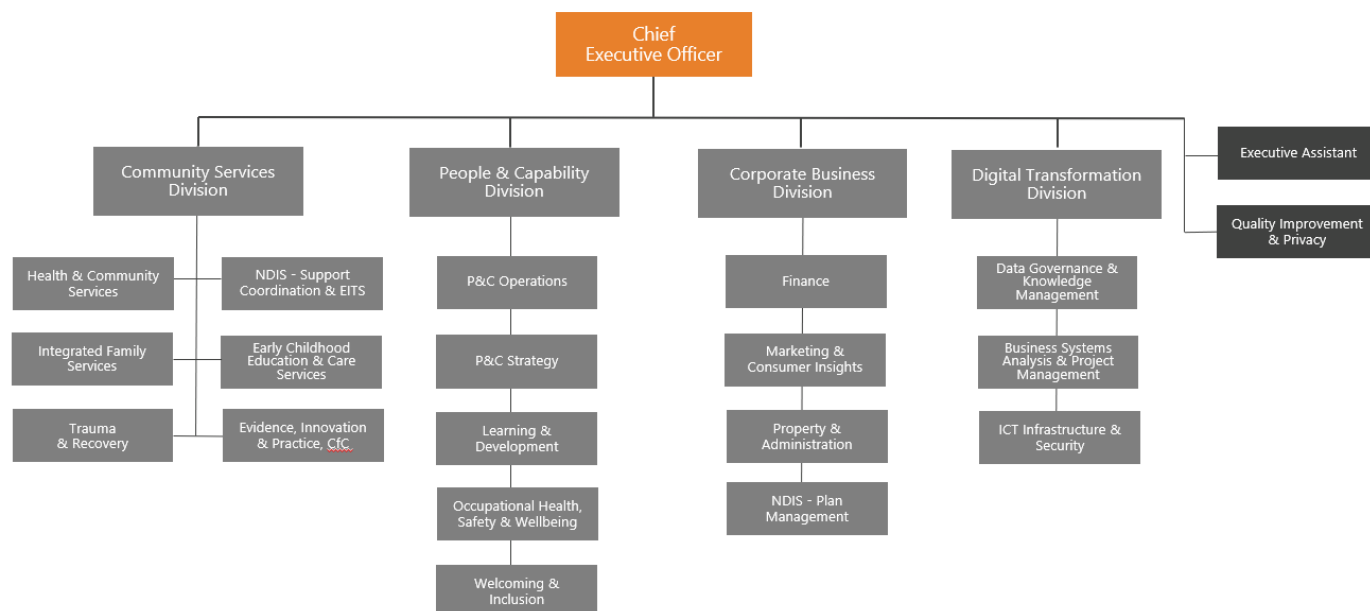 Chief
Executive Officer
Executive Assistant
Quality Improvement
& Privacy
Community Services
Division
Health & Community
Services
NDIS - Support
Coordination & EITS
Integrated Family
Services
Early Childhood
Education & Care
Services
Trauma
& Recovery
Evidence, Innovation
& Practice, CfC
People & Capability
Division
P&C Operations
P&C Strategy
Learning &
Development
Occupational Health,
Safety & Wellbeing
Welcoming &
Inclusion
Corporate Business
Division
Finance
Marketing &
Consumer Insights
Property &
Administration
NDIS - Plan
Management
Digital Transformation
Division
Data Governance &
Knowledge
Management
Business Systems
Analysis & Project
Management
ICT Infrastructure &
Security